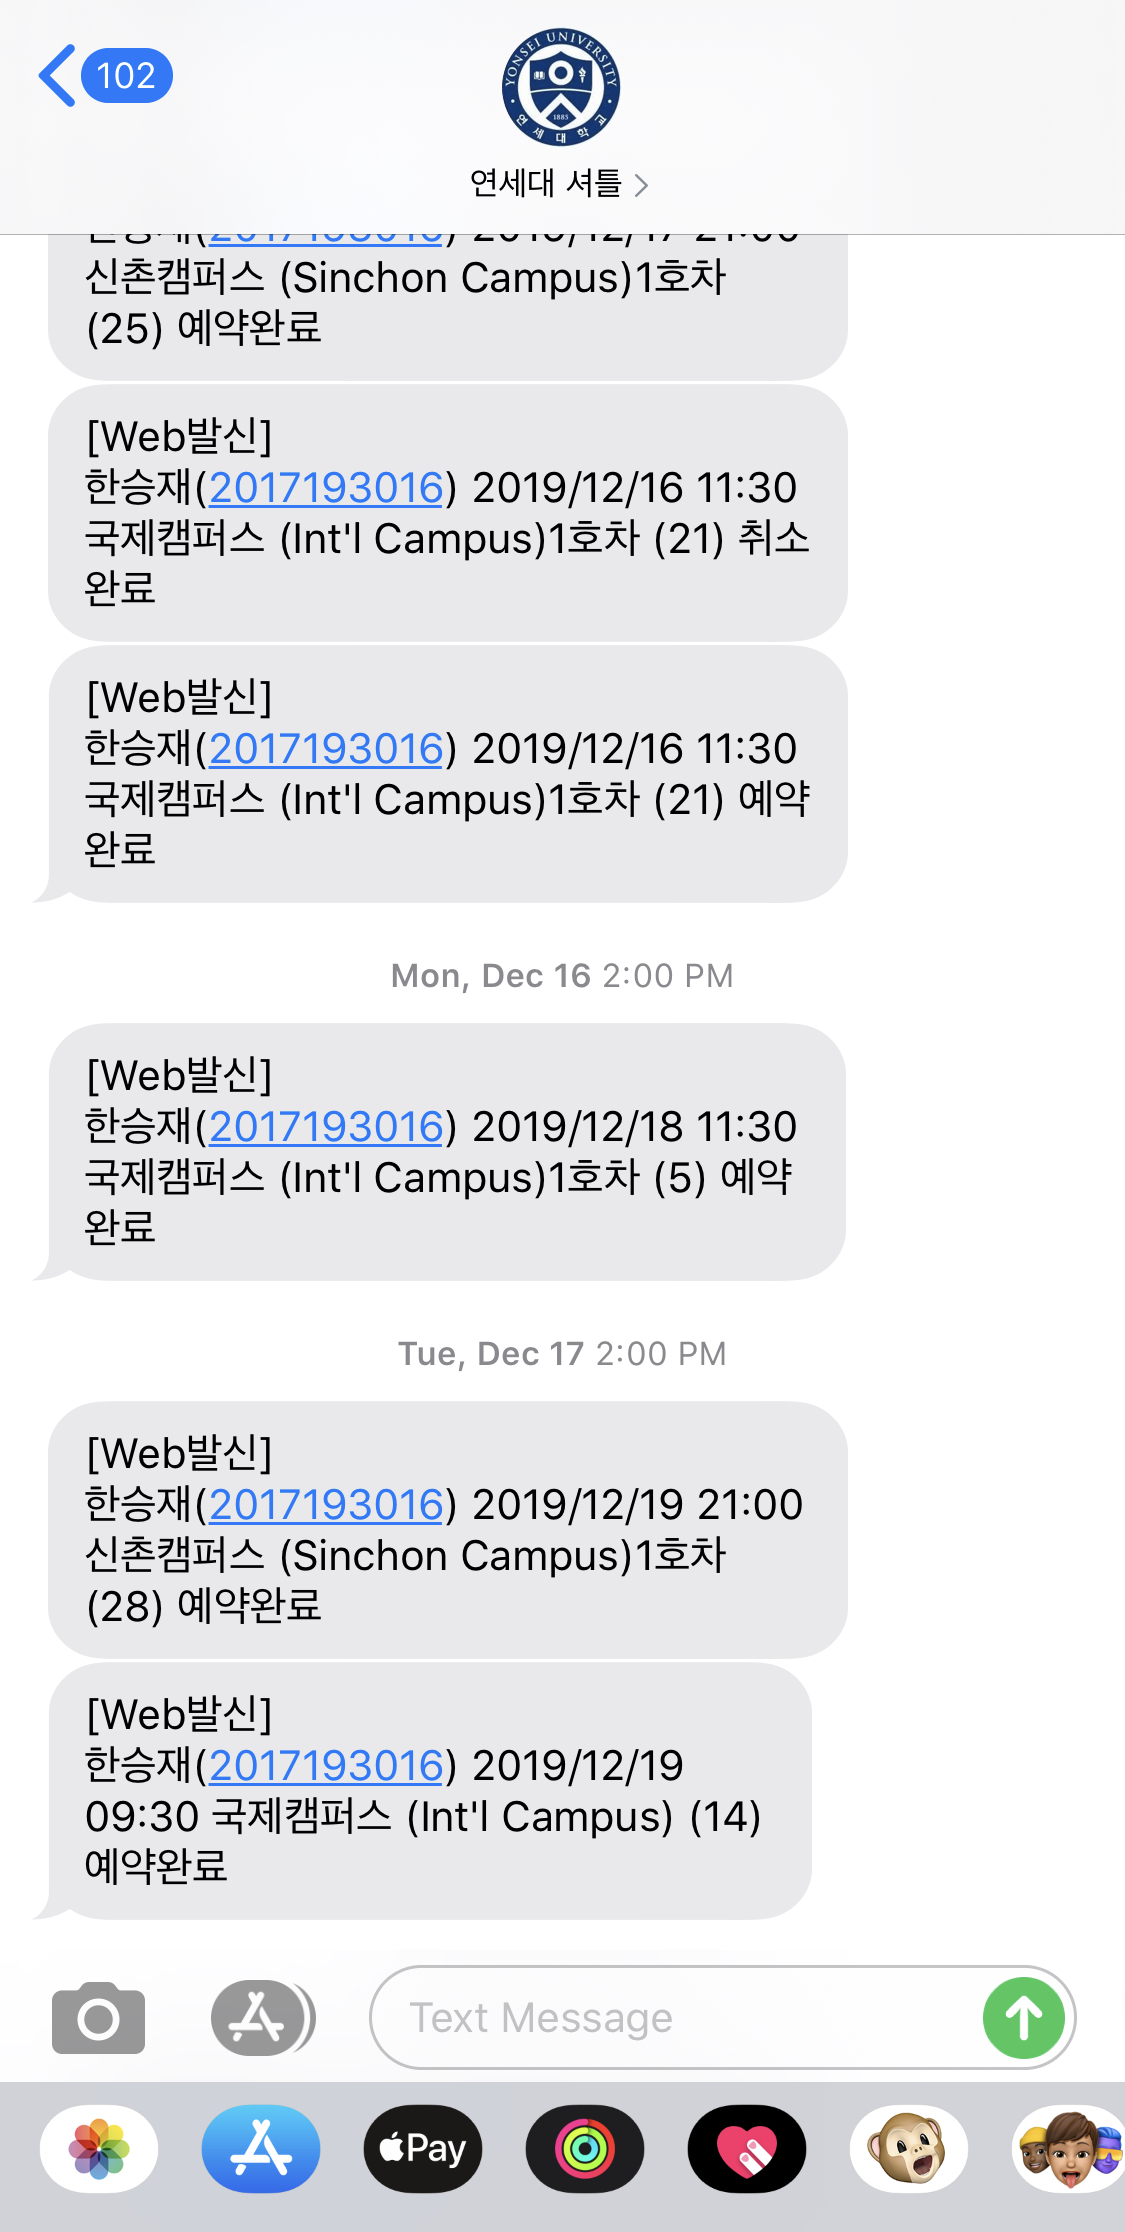 102
YONSEI UNIVERSITY
1885
연세대학교
연세대 셔틀
신촌캠퍼스 (Sinchon Campus)1호차
(25) 예약완료
[Web발신]
한승재(2017193016) 2019/12/16 11:30
국제캠퍼스 (Int'l Campus)1호차 (21) 취소
완료
[Web발신]
한승재(2017193016) 2019/12/16 11:30
국제캠퍼스 (Int'l Campus)1호차 (21) 예약
완료
Mon, Dec 16 2:00 PM
[Web발신]
한승재(2017193016) 2019/12/18 11:30
국제캠퍼스 (Int'l Campus)1호차 (5) 예약
완료
Tue, Dec 17 2:00 PM
[Web발신]
한승재(2017193016) 2019/12/19 21:00
신촌캠퍼스 (Sinchon Campus)1호차
(28) 예약완료
[Web발신]
한승재(2017193016) 2019/12/19
09:30 국제캠퍼스 (Int'l Campus) (14)
예약완료
Text Message
Pay